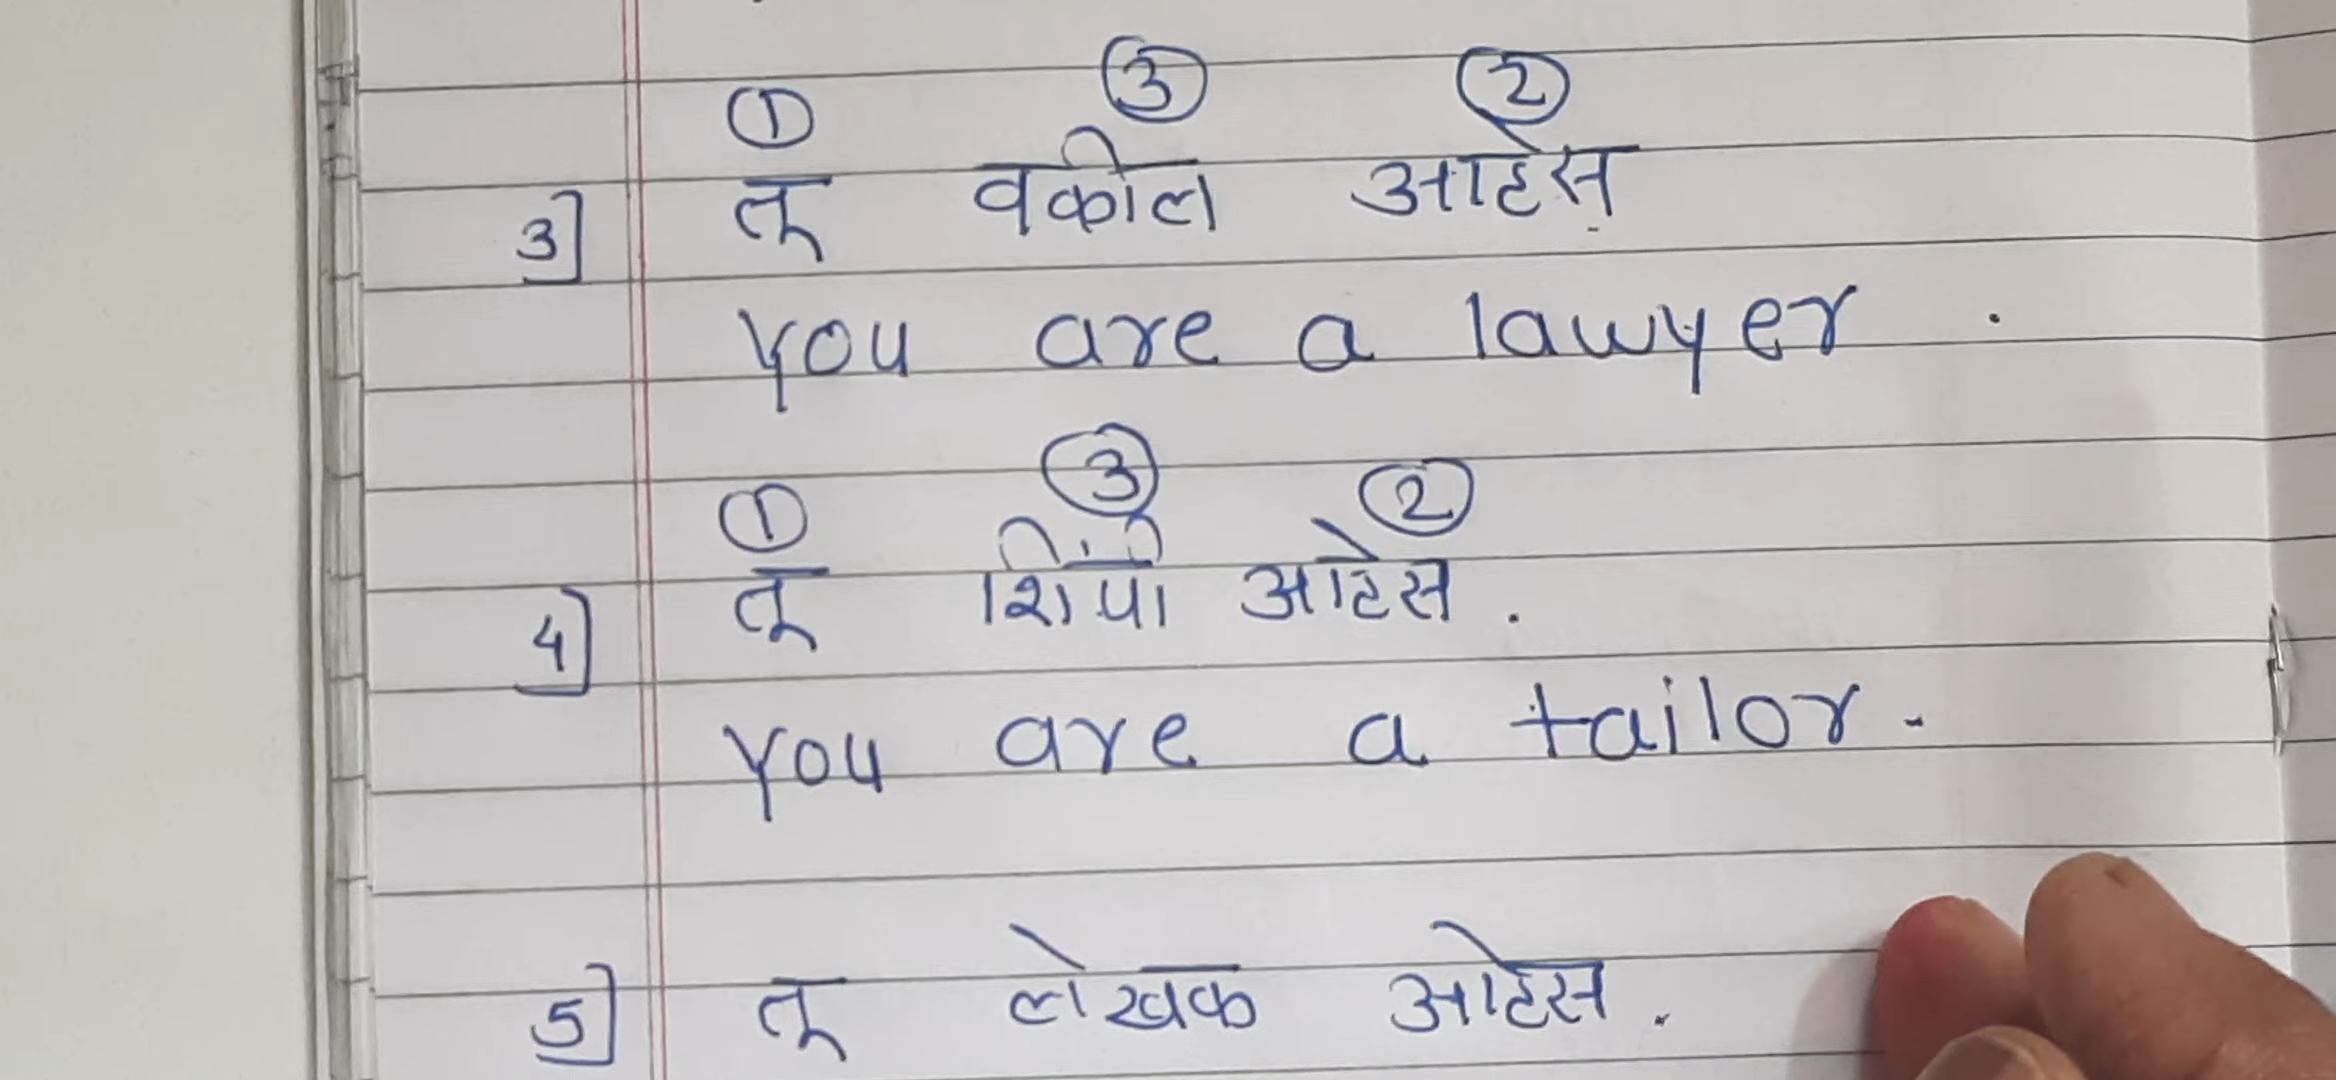 ① ③ ②
3] तू वकील आहेस.
you are a lawyer.
① ③ ②
4] तू शिंपी आहेस.
you are a tailor.
5] तू लेखक आहेस.